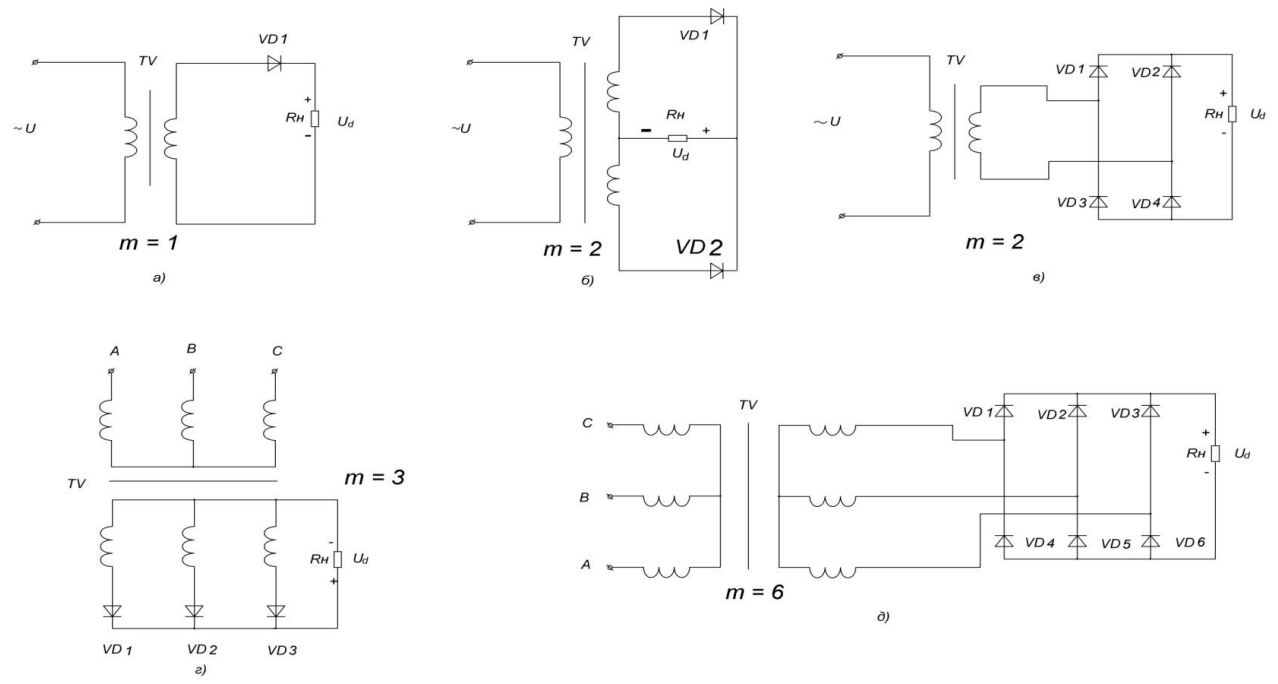 VD1
TV
+
Rн
Ud
-
~U
m = 1
а)
VD1
TV
Rн
- +
Ud
~U
m = 2
VD2
б)
TV
VD1
VD2
+
Rн
Ud
-
~U
VD3
VD4
m = 2
в)
A
B
C
TV
m = 3
-
Rн
Ud
+
VD1
VD2
VD3
г)
TV
C
B
A
VD1
VD2
VD3
+
Rн
Ud
-
VD4
VD5
VD6
m = 6
д)